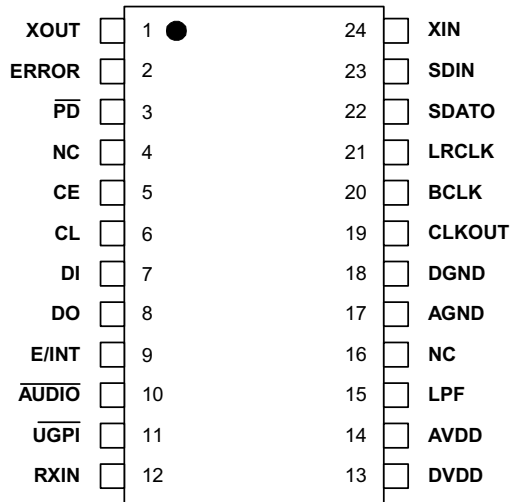 XOUT 1 24 XIN
ERROR 2 23 SDIN
PD 3 22 SDATO
NC 4 21 LRCLK
CE 5 20 BCLK
CL 6 19 CLKOUT
DI 7 18 DGND
DO 8 17 AGND
E/INT 9 16 NC
AUDIO 10 15 LPF
UGPI 11 14 AVDD
RXIN 12 13 DVDD